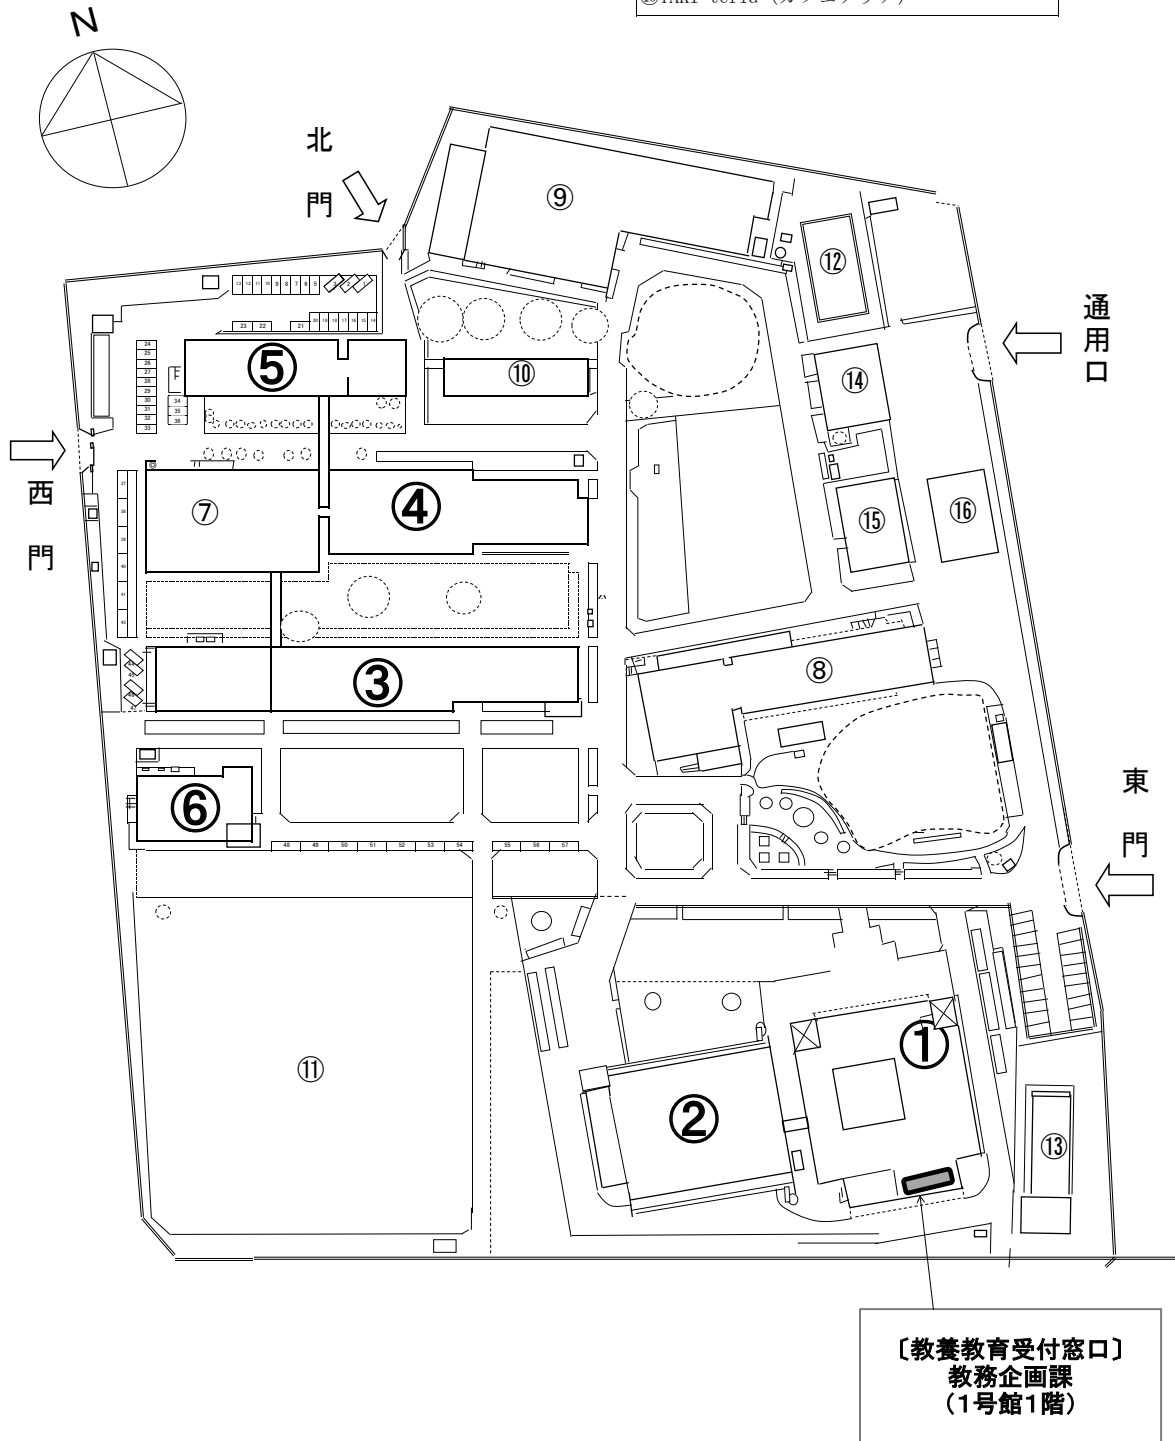 N
北
門
⑨
⑫
通
用
口
⑤
⑩
⑭
西
門
⑦
④
⑮
⑯
③
⑧
⑥
東
門
①
⑪
②
⑬
〔教養教育受付窓口〕
教務企画課
（１号館１階）